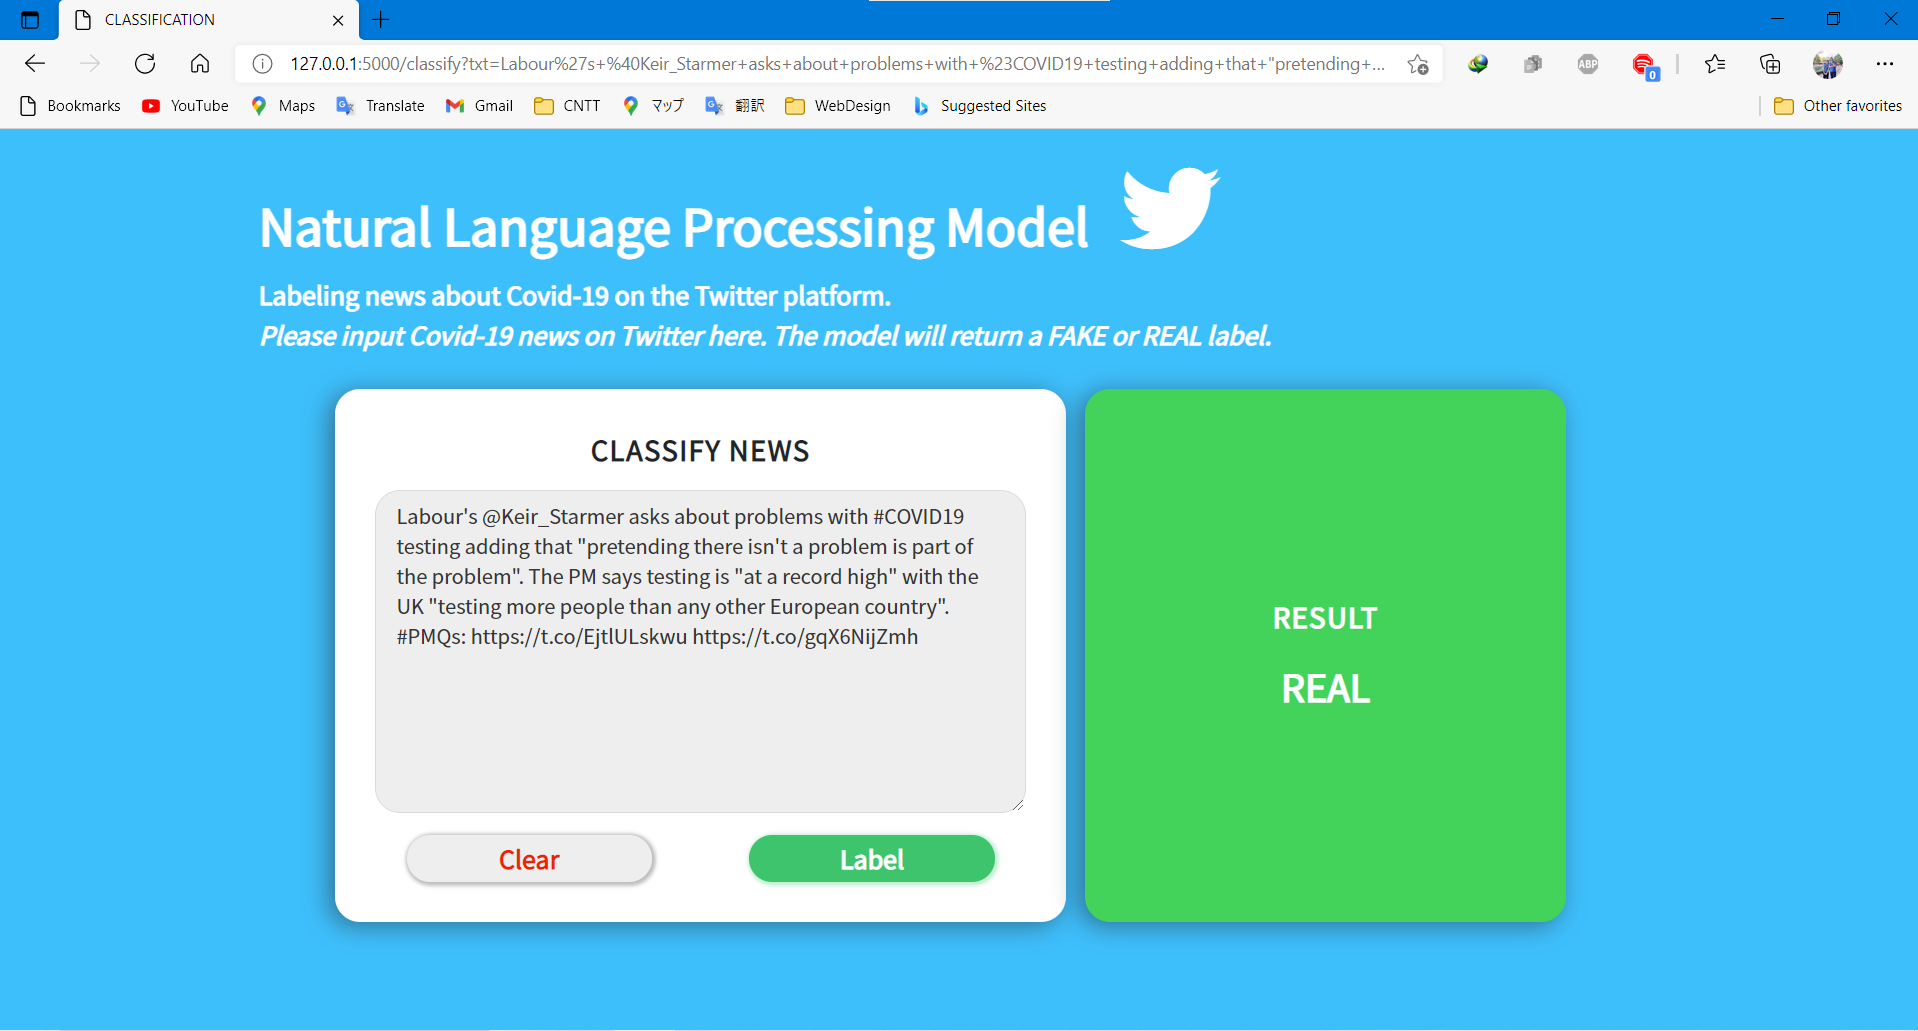 CLASSIFICATION
127.0.0.1:5000/classify?txt=Labour%27s+%40Keir_Starmer+asks+about+problems+with+%23COVID19+testing+adding+that+"pretending+...
ABP
0
Bookmarks
YouTube
Maps
Translate
Gmail
CNTT
マップ
翻訳
WebDesign
Suggested Sites
Other favorites
Natural Language Processing Model
Labeling news about Covid-19 on the Twitter platform.
Please input Covid-19 news on Twitter here. The model will return a FAKE or REAL label.
CLASSIFY NEWS
Labour's @Keir_Starmer asks about problems with #COVID19
testing adding that "pretending there isn't a problem is part of
the problem". The PM says testing is "at a record high" with the
UK "testing more people than any other European country".
#PMQs: https://t.co/EjtlULskwu https://t.co/gqX6NijZmh
Clear
Label
RESULT
REAL